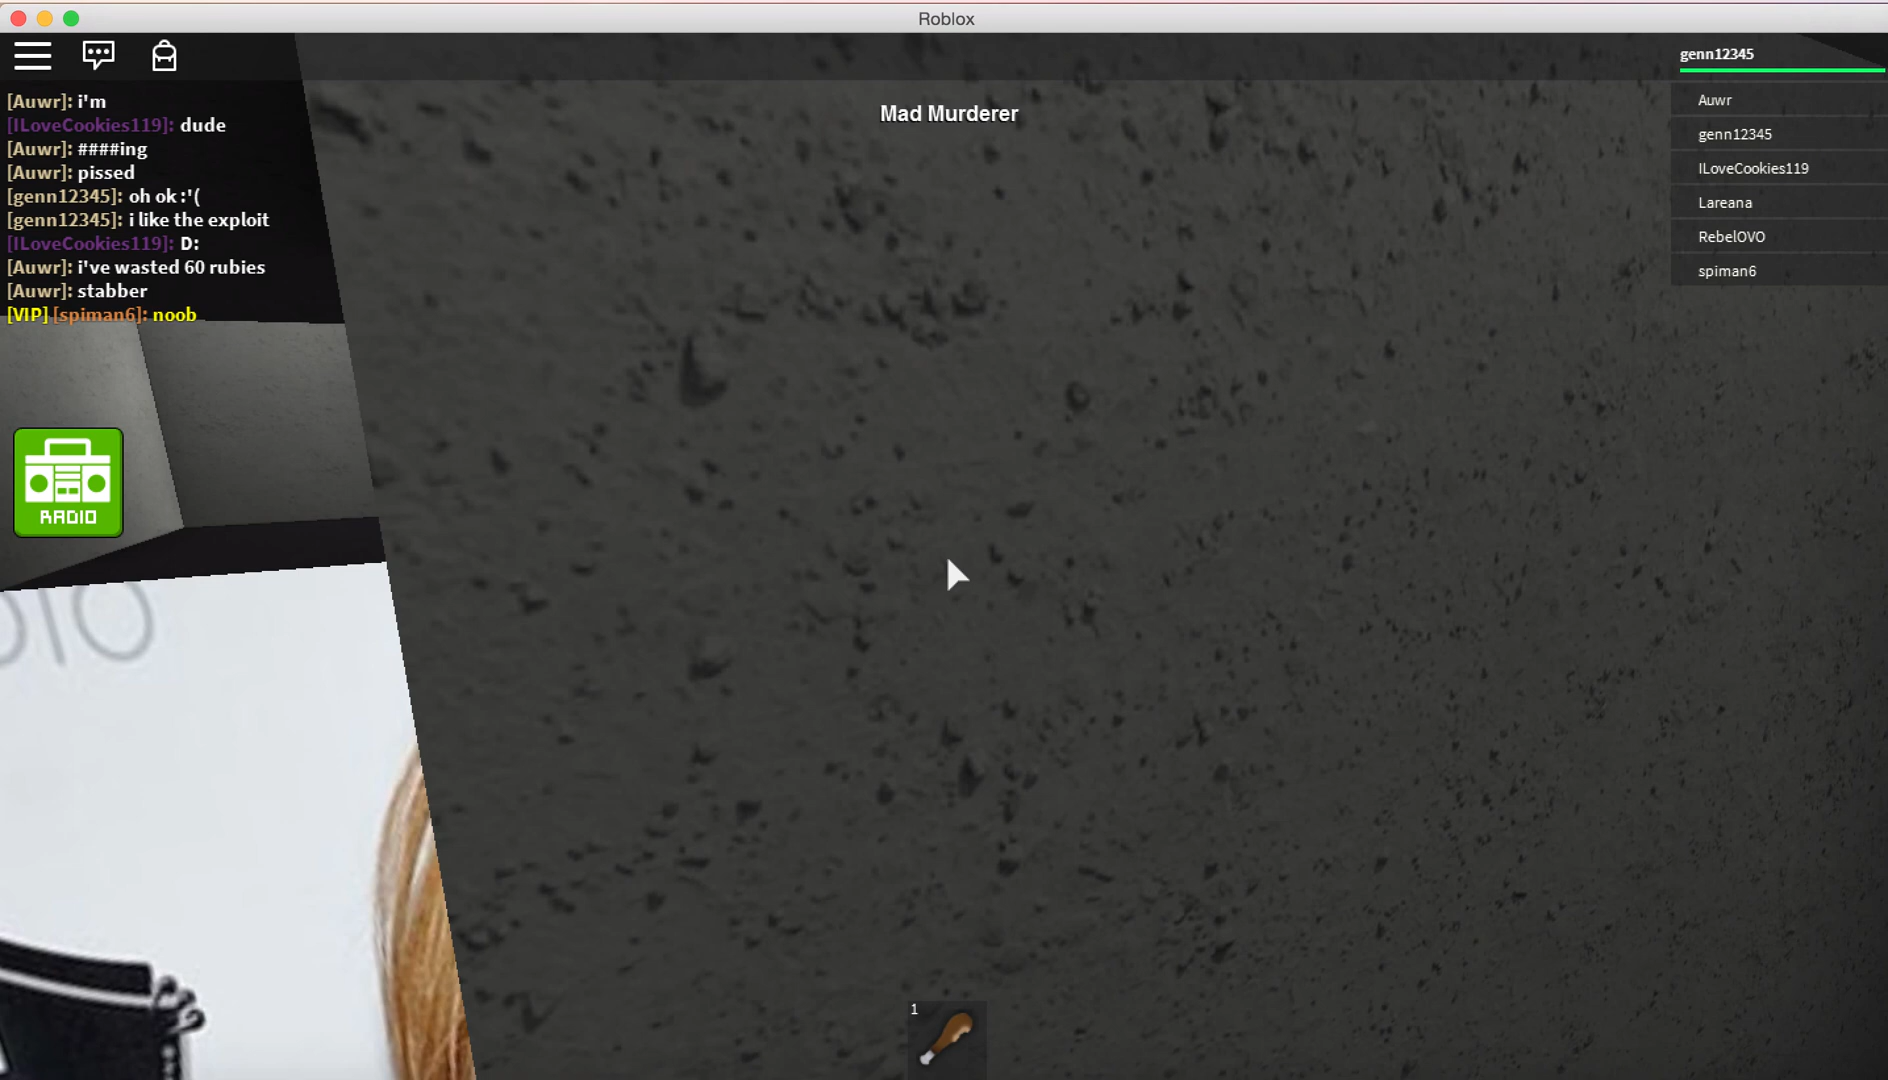 Roblox
genn12345
[Auwr]: i'm
[ILoveCookies119]: dude
[Auwr]: ####ing
[Auwr]: pissed
[genn12345]: oh ok :'(
[genn12345]: i like the exploit
[ILoveCookies119]: D:
[Auwr]: i've wasted 60 rubies
[Auwr]: stabber
[VIP] [spiman6]: noob
Mad Murderer
Auwr
genn12345
ILoveCookies119
Lareana
RebelOVO
spiman6
RADIO
1